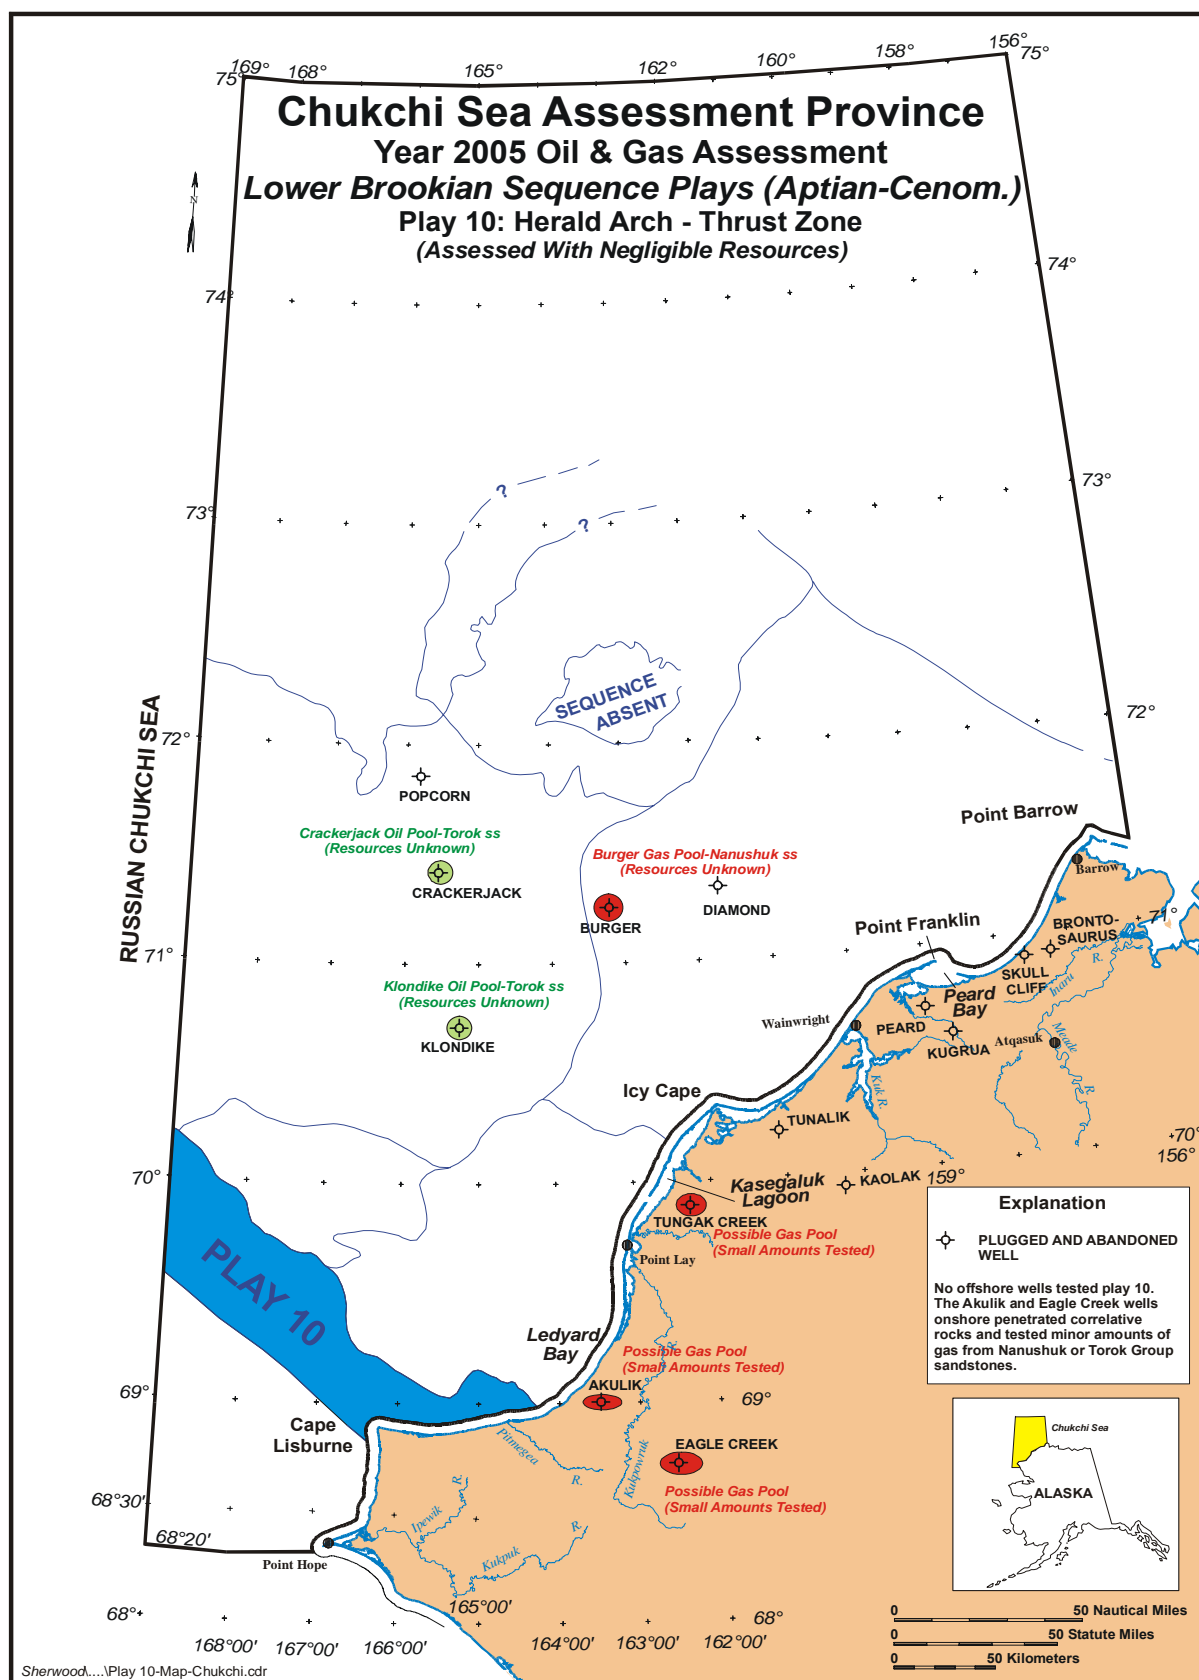 169°
168°
165°
162°
160°
158°
156°
75°
75°
Chukchi Sea Assessment Province
Year 2005 Oil & Gas Assessment
Lower Brookian Sequence Plays (Aptian-Cenom.)
Play 10: Herald Arch - Thrust Zone
(Assessed With Negligible Resources)
N
74°
74°
73°
73°
?
?
SEQUENCE
ABSENT
72°
72°
RUSSIAN CHUKCHI SEA
POPCORN
Point Barrow
Crackerjack Oil Pool-Torok ss
(Resources Unknown)
CRACKERJACK
Burger Gas Pool-Nanushuk ss
(Resources Unknown)
BURGER
DIAMOND
Barrow
Point Franklin
BRONTO-
SAURUS
71°
71°
SKULL
CLIFF
Inaru
R.
Klondike Oil Pool-Torok ss
(Resources Unknown)
KLONDIKE
Peard
Bay
Wainwright
PEARD
KUGRUA
Atqasuk
Meade
R.
Kuk R.
Icy Cape
TUNALIK
70°
156°
70°
Kasegaluk
Lagoon
KAOLAK
159°
TUNGAK CREEK
Possible Gas Pool
(Small Amounts Tested)
Point Lay
PLAY 10
Explanation
PLUGGED AND ABANDONED
WELL
No offshore wells tested play 10.
The Akulik and Eagle Creek wells
onshore penetrated correlative
rocks and tested minor amounts of
gas from Nanushuk or Torok Group
sandstones.
Ledyard
Bay
Possible Gas Pool
(Small Amounts Tested)
R.
AKULIK
69°
69°
Cape
Lisburne
Pitmegea
R.
EAGLE CREEK
Kukpowruk
Possible Gas Pool
(Small Amounts Tested)
Chukchi Sea
ALASKA
68°30'
68°20'
Ipewik
R.
Kukpuk
R.
Point Hope
165°00'
68°
68°
168°00'
167°00'
166°00'
164°00'
163°00'
162°00'
0
50 Nautical Miles
0
50 Statute Miles
0
50 Kilometers
Sherwood\....\Play 10-Map-Chukchi.cdr